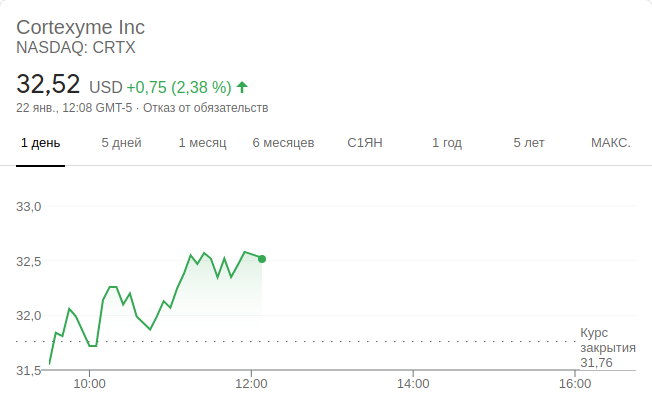 Cortexyme Inc
NASDAQ: CRTX
32,52 USD +0,75 (2,38 %)
22 янв., 12:08 GMT-5 · Отказ от обязательств
1 день 5 дней 1 месяц 6 месяцев С1ЯН 1 год 5 лет МАКС.
33,0
32,5
32,0
Курс
закрытия
31,76
31,5
10:00 12:00 14:00 16:00